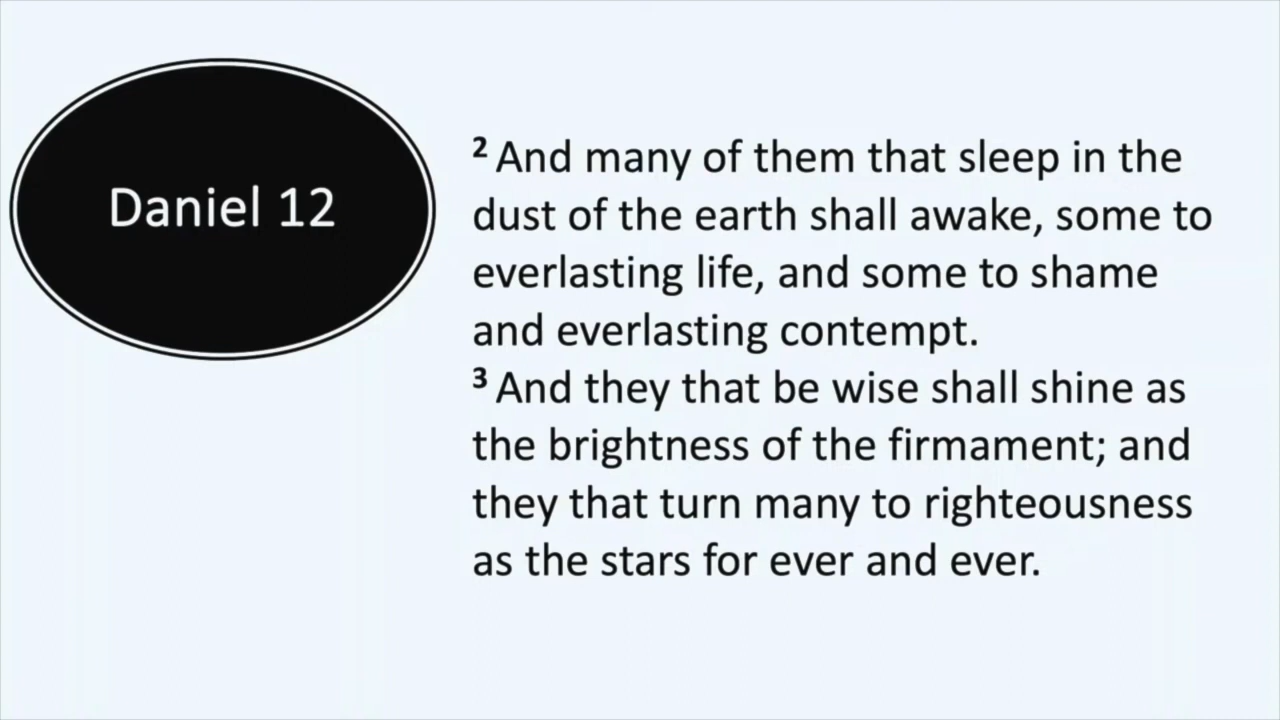 Daniel 12
² And many of them that sleep in the
dust of the earth shall awake, some to
everlasting life, and some to shame
and everlasting contempt.
³ And they that be wise shall shine as
the brightness of the firmament; and
they that turn many to righteousness
as the stars for ever and ever.